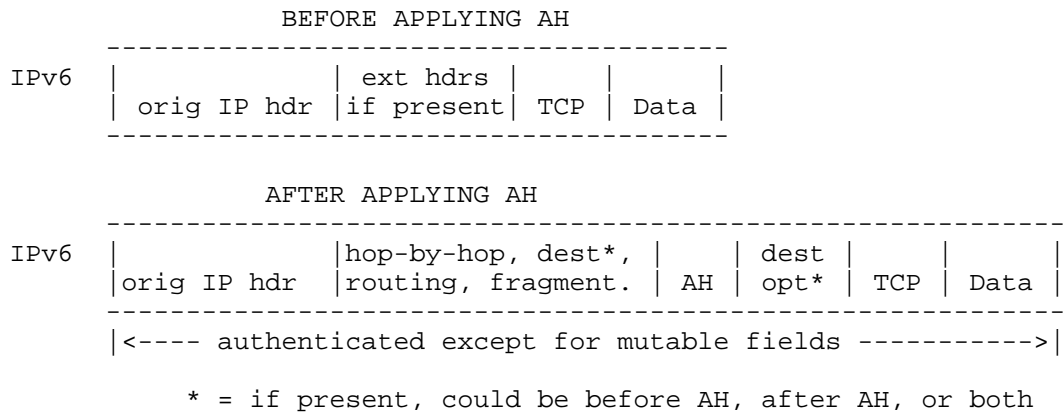 BEFORE APPLYING AH
---------------------------------------
IPv6 | | ext hdrs | | |
| orig IP hdr |if present| TCP | Data |
---------------------------------------
AFTER APPLYING AH
------------------------------------------------------------
IPv6 | |hop-by-hop, dest*, | | dest | | |
|orig IP hdr |routing, fragment. | AH | opt* | TCP | Data |
------------------------------------------------------------
|<---- authenticated except for mutable fields ----------->|
* = if present, could be before AH, after AH, or both